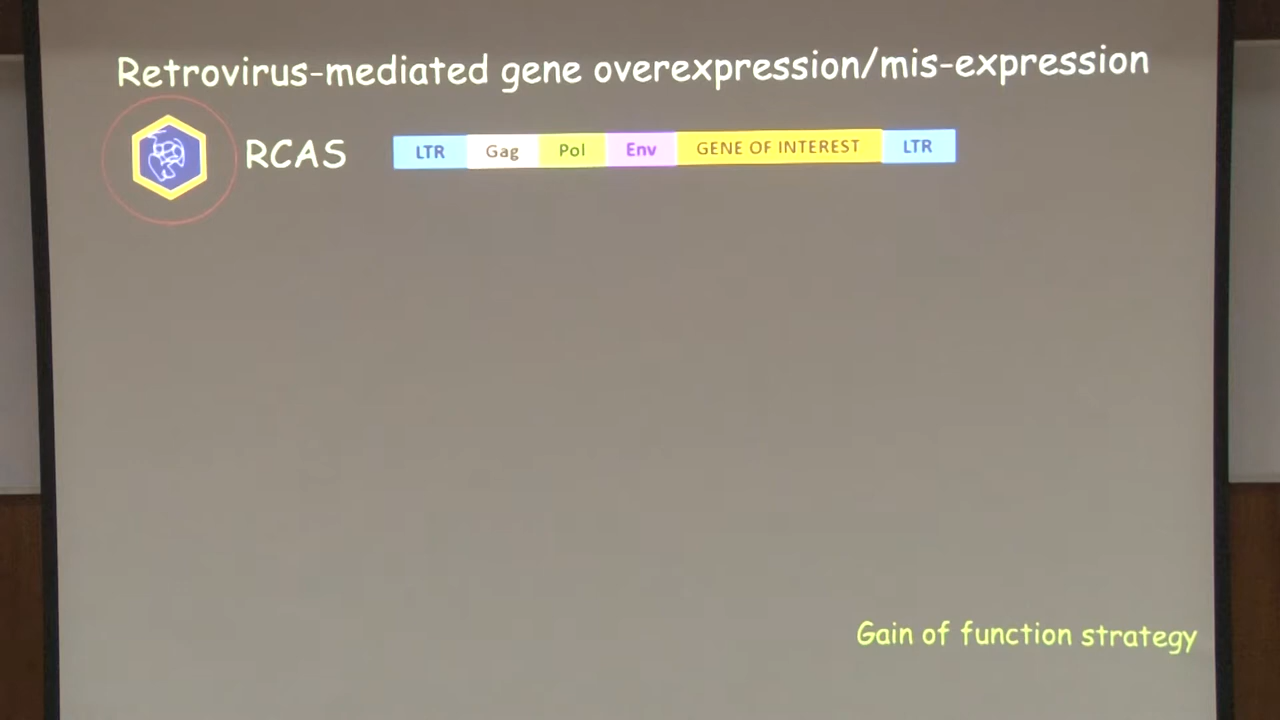 Retrovirus-mediated gene overexpression/mis-expression
RCAS
LTR Gag Pol Env GENE OF INTEREST LTR
Gain of function strategy